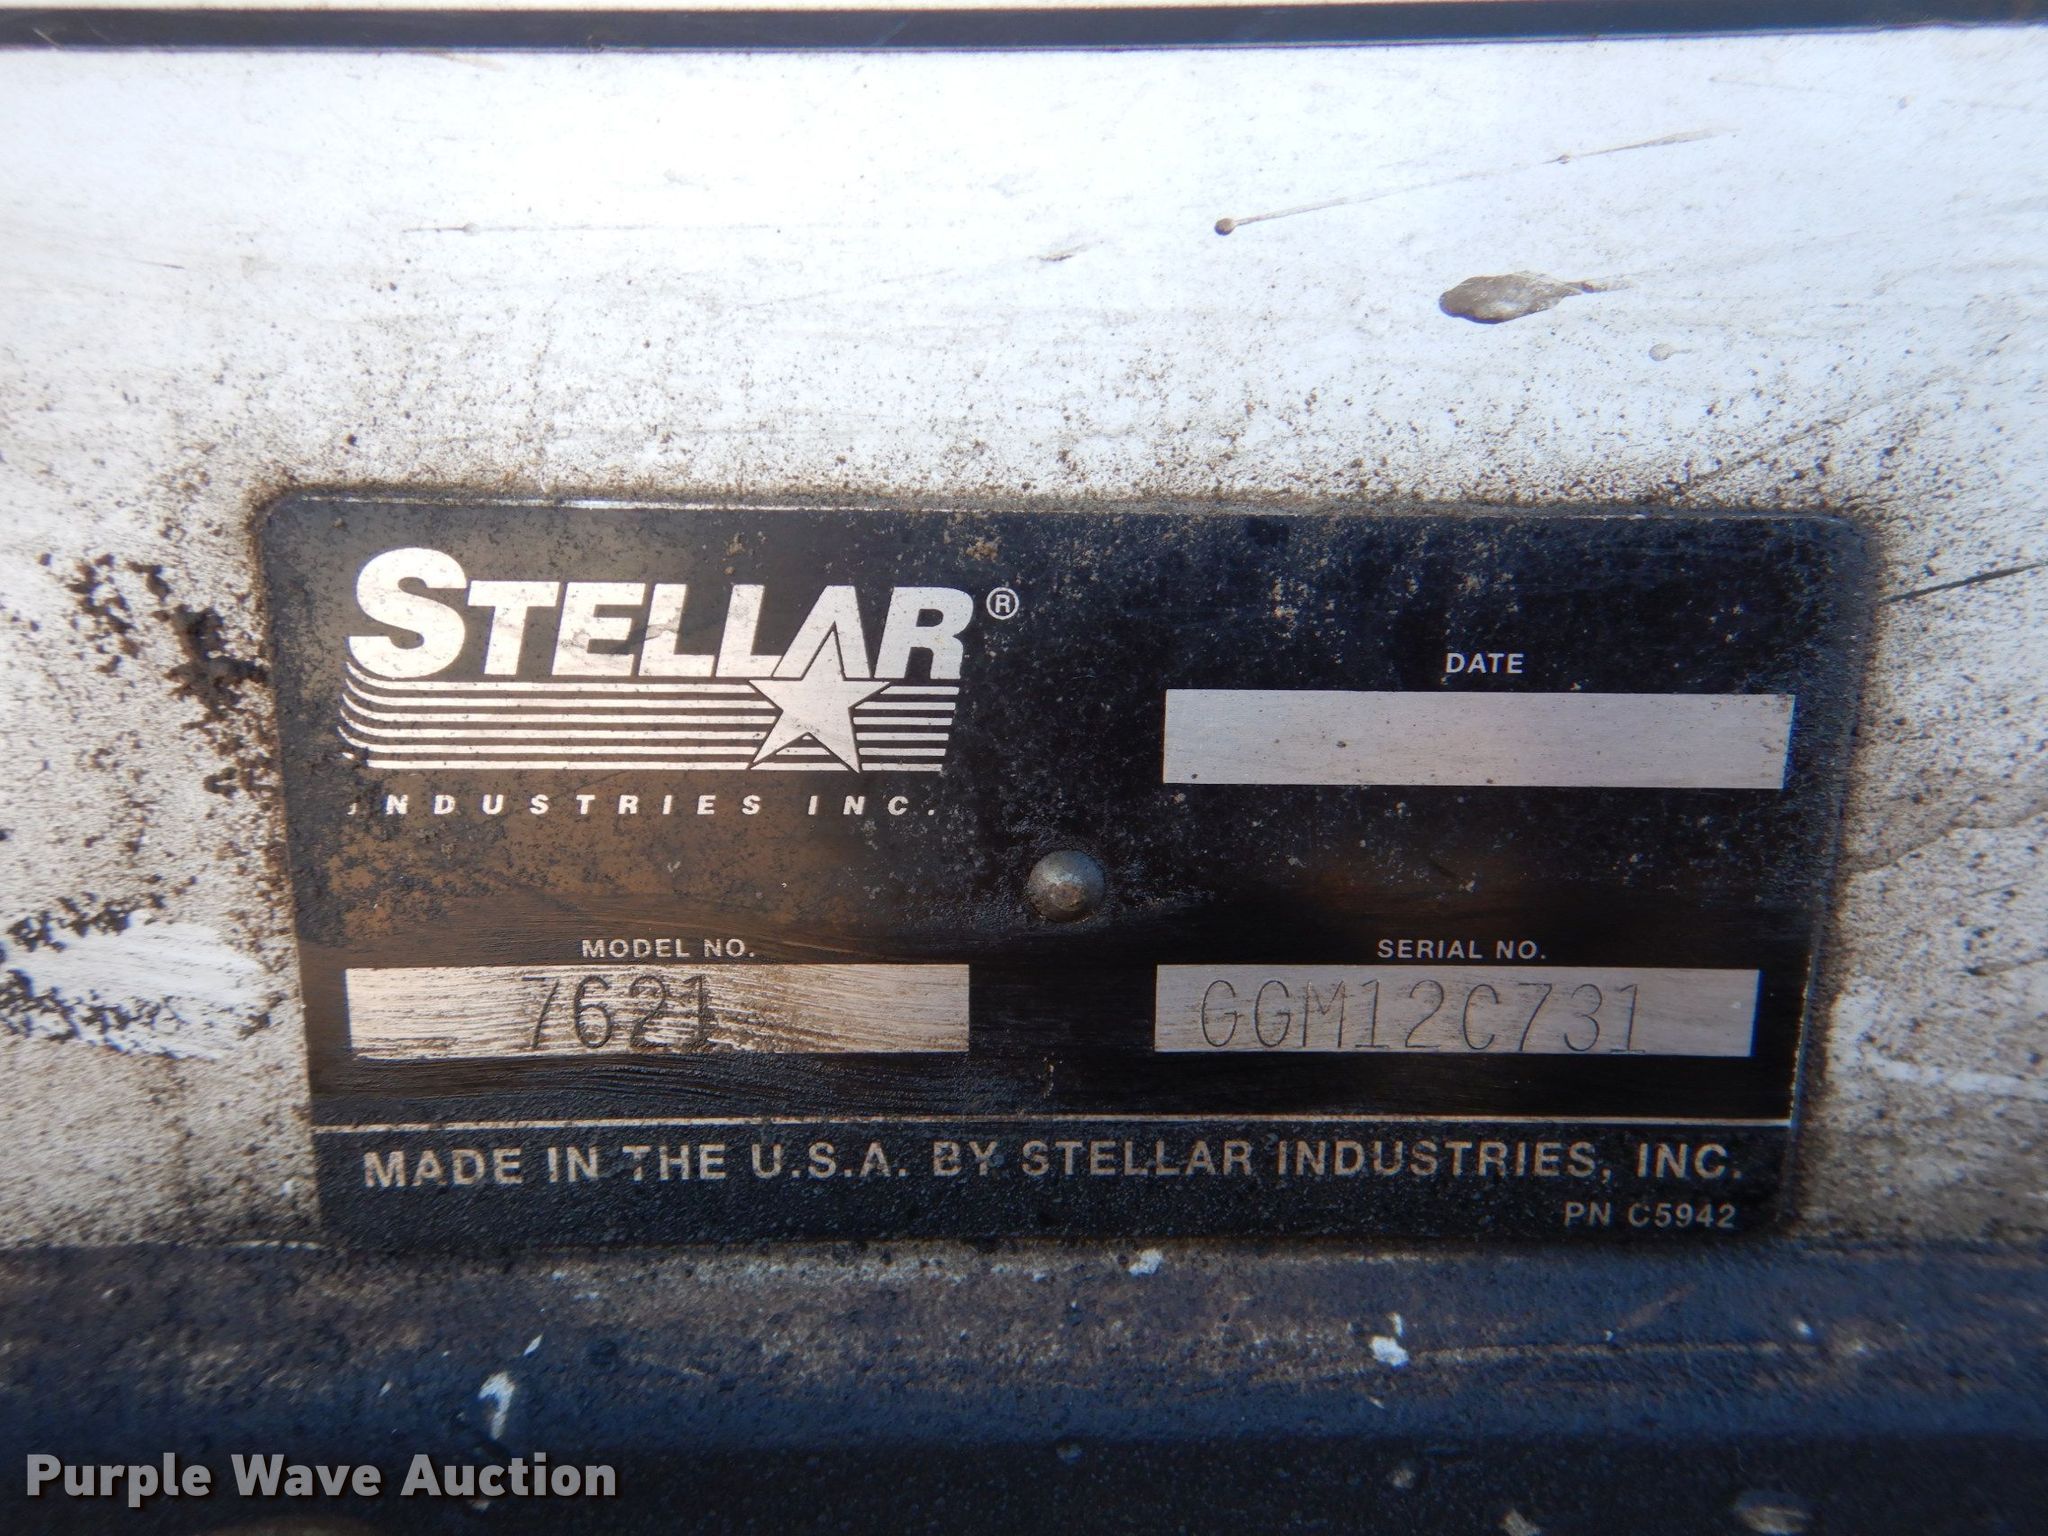 STELLAR®
INDUSTRIES INC.
DATE
MODEL NO.
7621
SERIAL NO.
GGM12C731
MADE IN THE U.S.A. BY STELLAR INDUSTRIES, INC.
PN C5942
Purple Wave Auction